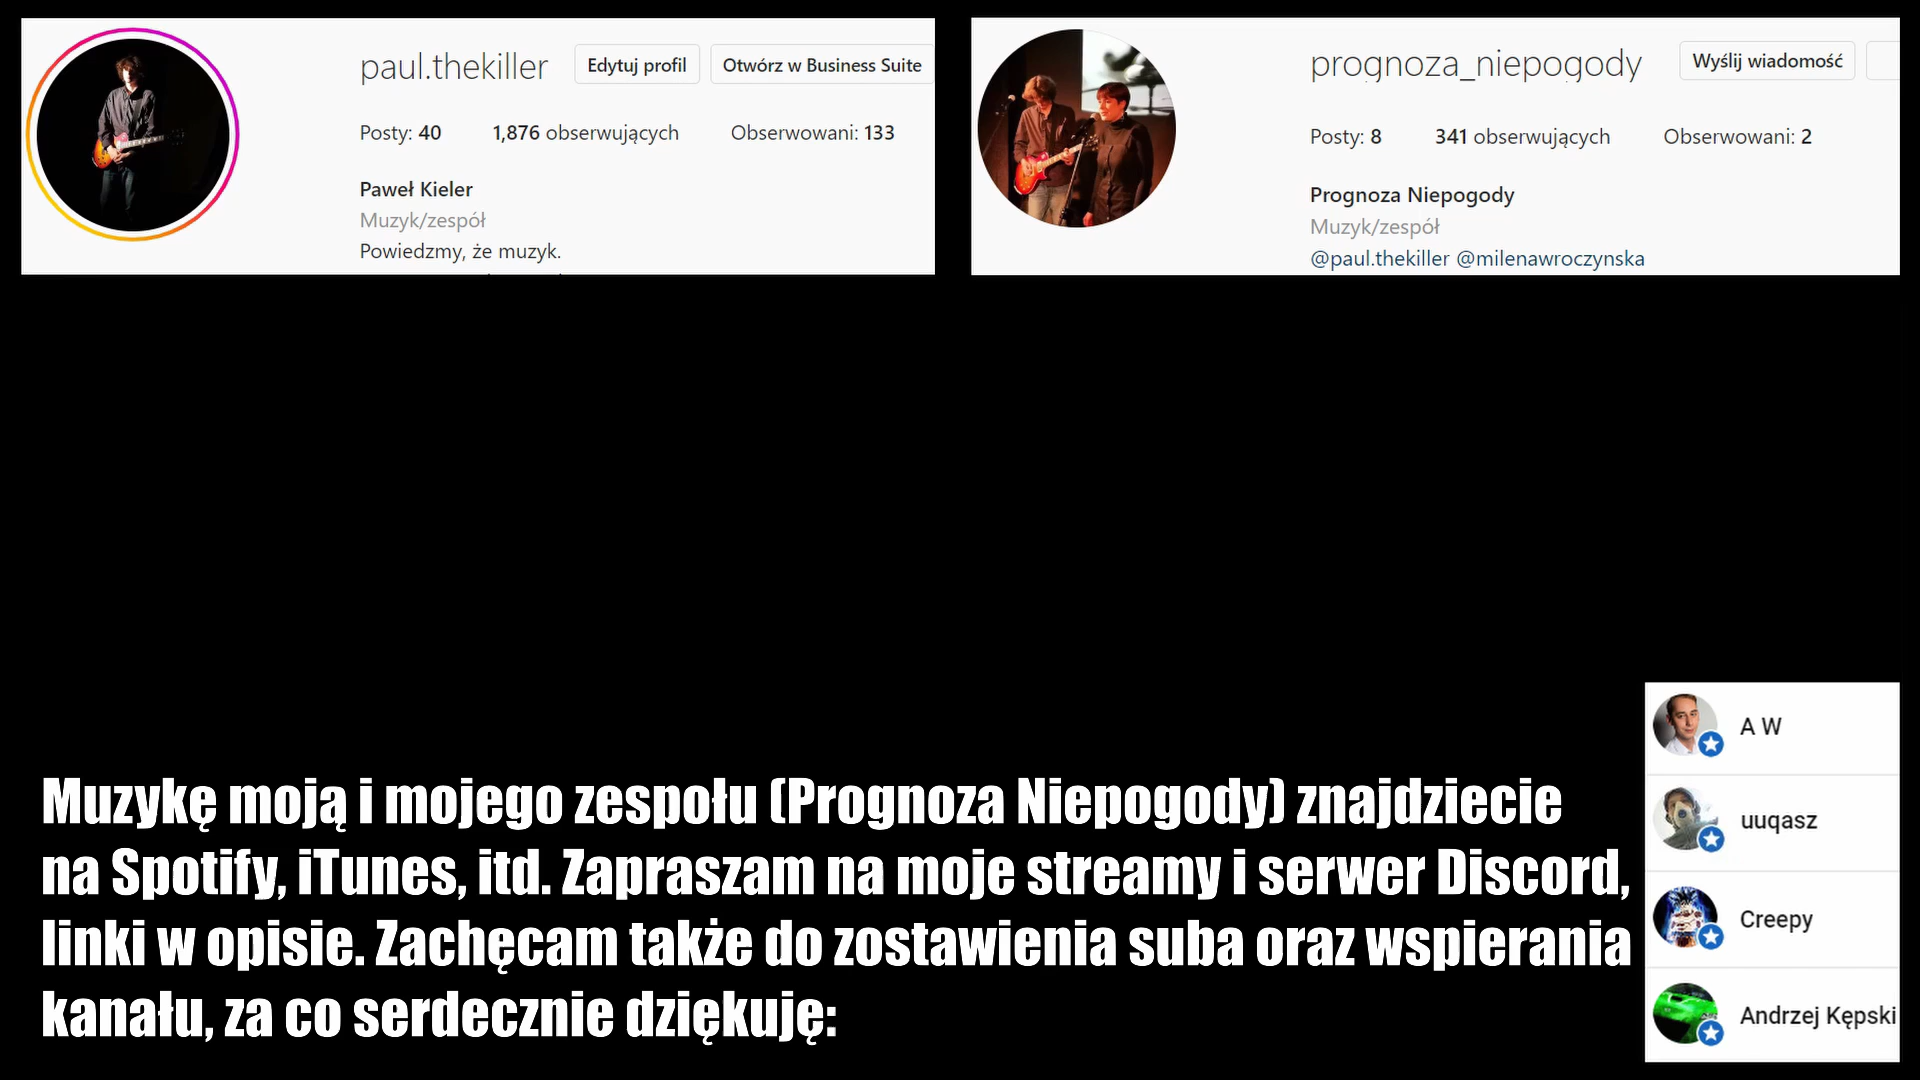 paul.thekiller Edytuj profil Otwórz w Business Suite
Posty: 40 1,876 obserwujących Obserwowani: 133
Paweł Kieler
Muzyk/zespół
Powiedzmy, że muzyk.
prognoza_niepogody Wyślij wiadomość
Posty: 8 341 obserwujących Obserwowani: 2
Prognoza Niepogody
Muzyk/zespół
@paul.thekiller @milenawroczynska
Muzykę moją i mojego zespołu (Prognoza Niepogody) znajdziecie
na Spotify, iTunes, itd. Zapraszam na moje streamy i serwer Discord,
linki w opisie. Zachęcam także do zostawienia suba oraz wspierania
kanału, za co serdecznie dziękuję:
A W
uuqasz
Creepy
Andrzej Kępski